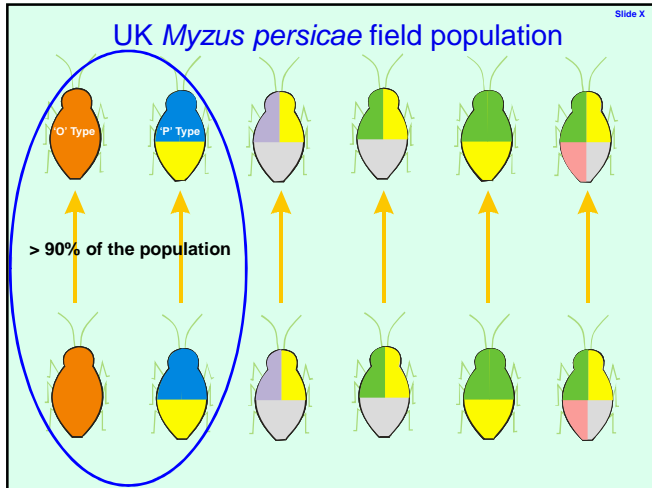 Slide X
UK Myzus persicae field population
'O' Type
'P' Type
> 90% of the population